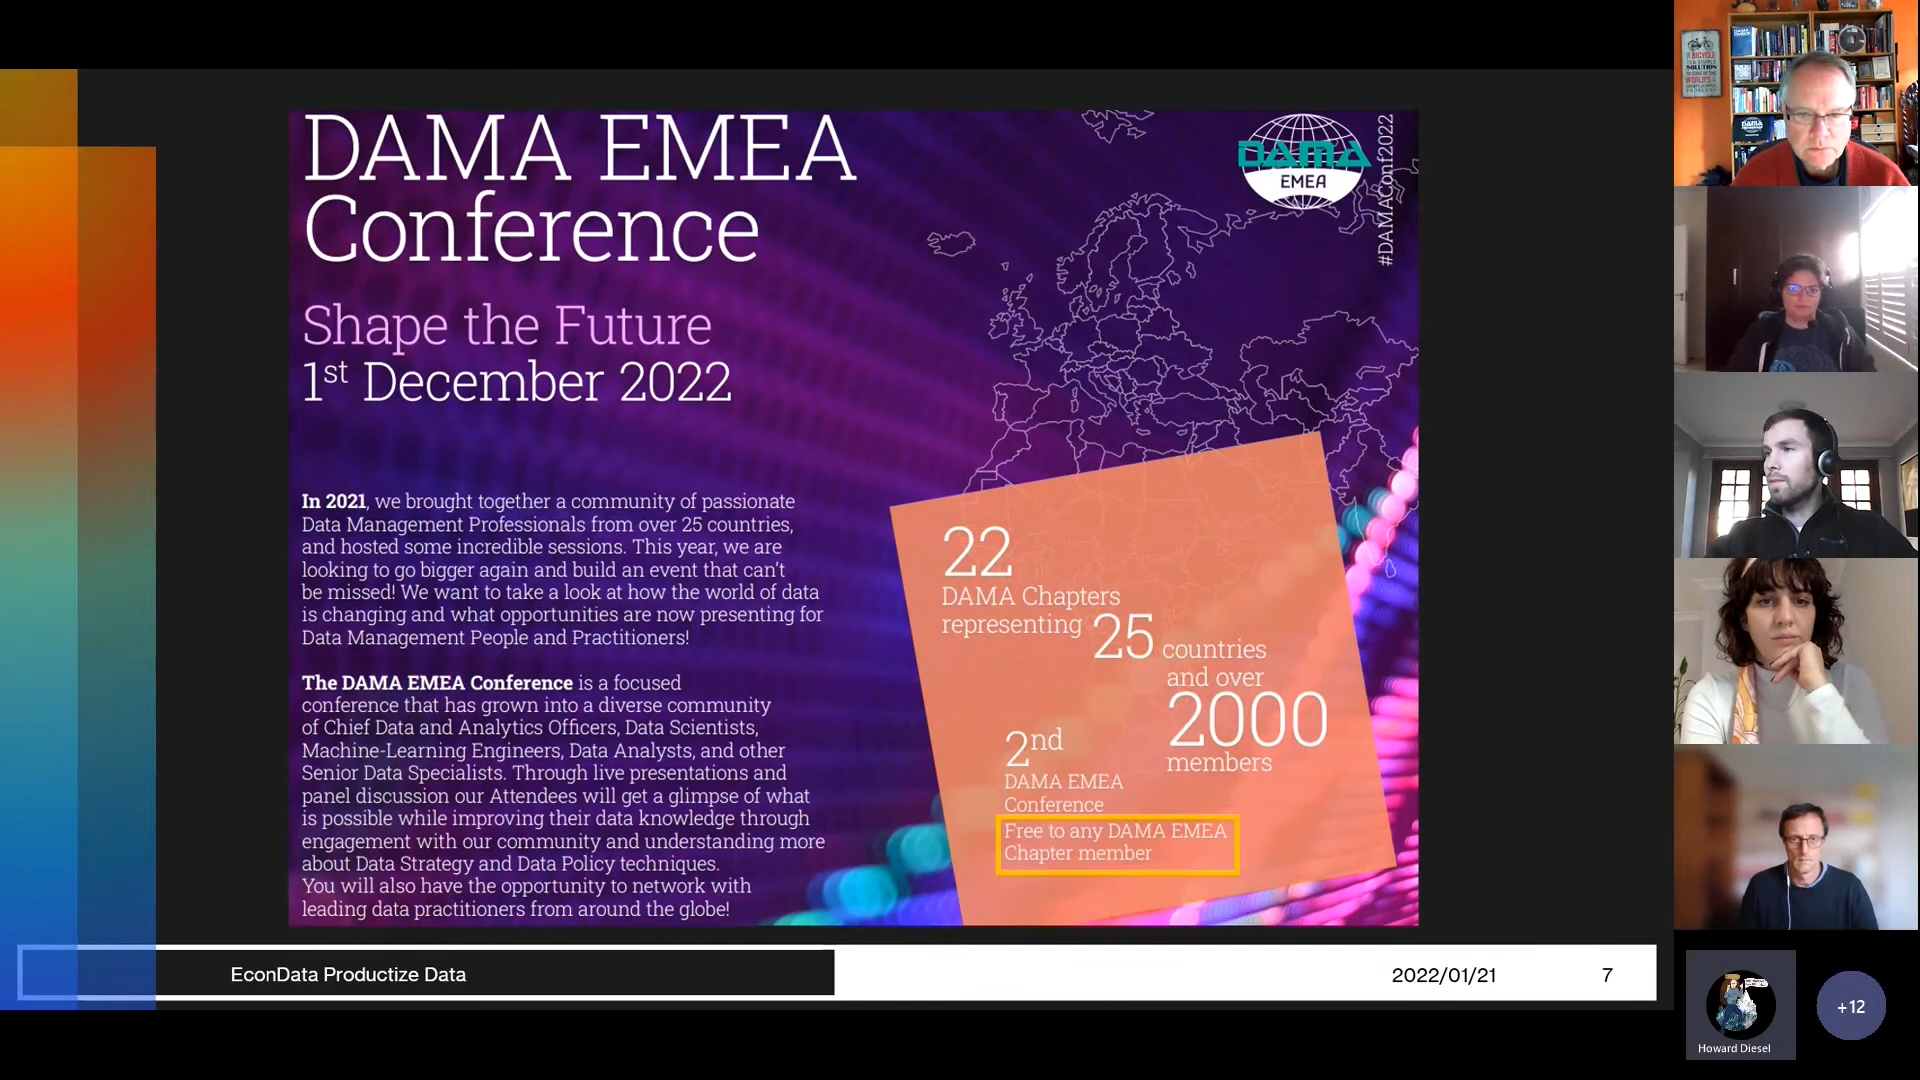 DAMA EMEA
Conference
Shape the Future
1st December 2022
In 2021, we brought together a community of passionate
Data Management Professionals from over 25 countries,
and hosted some incredible sessions. This year, we are
looking to go bigger again and build an event that can't
be missed! We want to take a look at how the world of data
is changing and what opportunities are now presenting for
Data Management People and Practitioners!
The DAMA EMEA Conference is a focused
conference that has grown into a diverse community
of Chief Data and Analytics Officers, Data Scientists,
Machine-Learning Engineers, Data Analysts, and other
Senior Data Specialists. Through live presentations and
panel discussion our Attendees will get a glimpse of what
is possible while improving their data knowledge through
engagement with our community and understanding more
about Data Strategy and Data Policy techniques.
You will also have the opportunity to network with
leading data practitioners from around the globe!
DAMA
EMEA
#DAMAConf2022
22
DAMA Chapters
representing 25 countries
and over
2000
members
2nd
DAMA EMEA
Conference
Free to any DAMA EMEA
Chapter member
EconData Productize Data
2022/01/21
7
BICYCLE
SOLUTION
WORLD'S
DAMA
Howard Diesel
+12